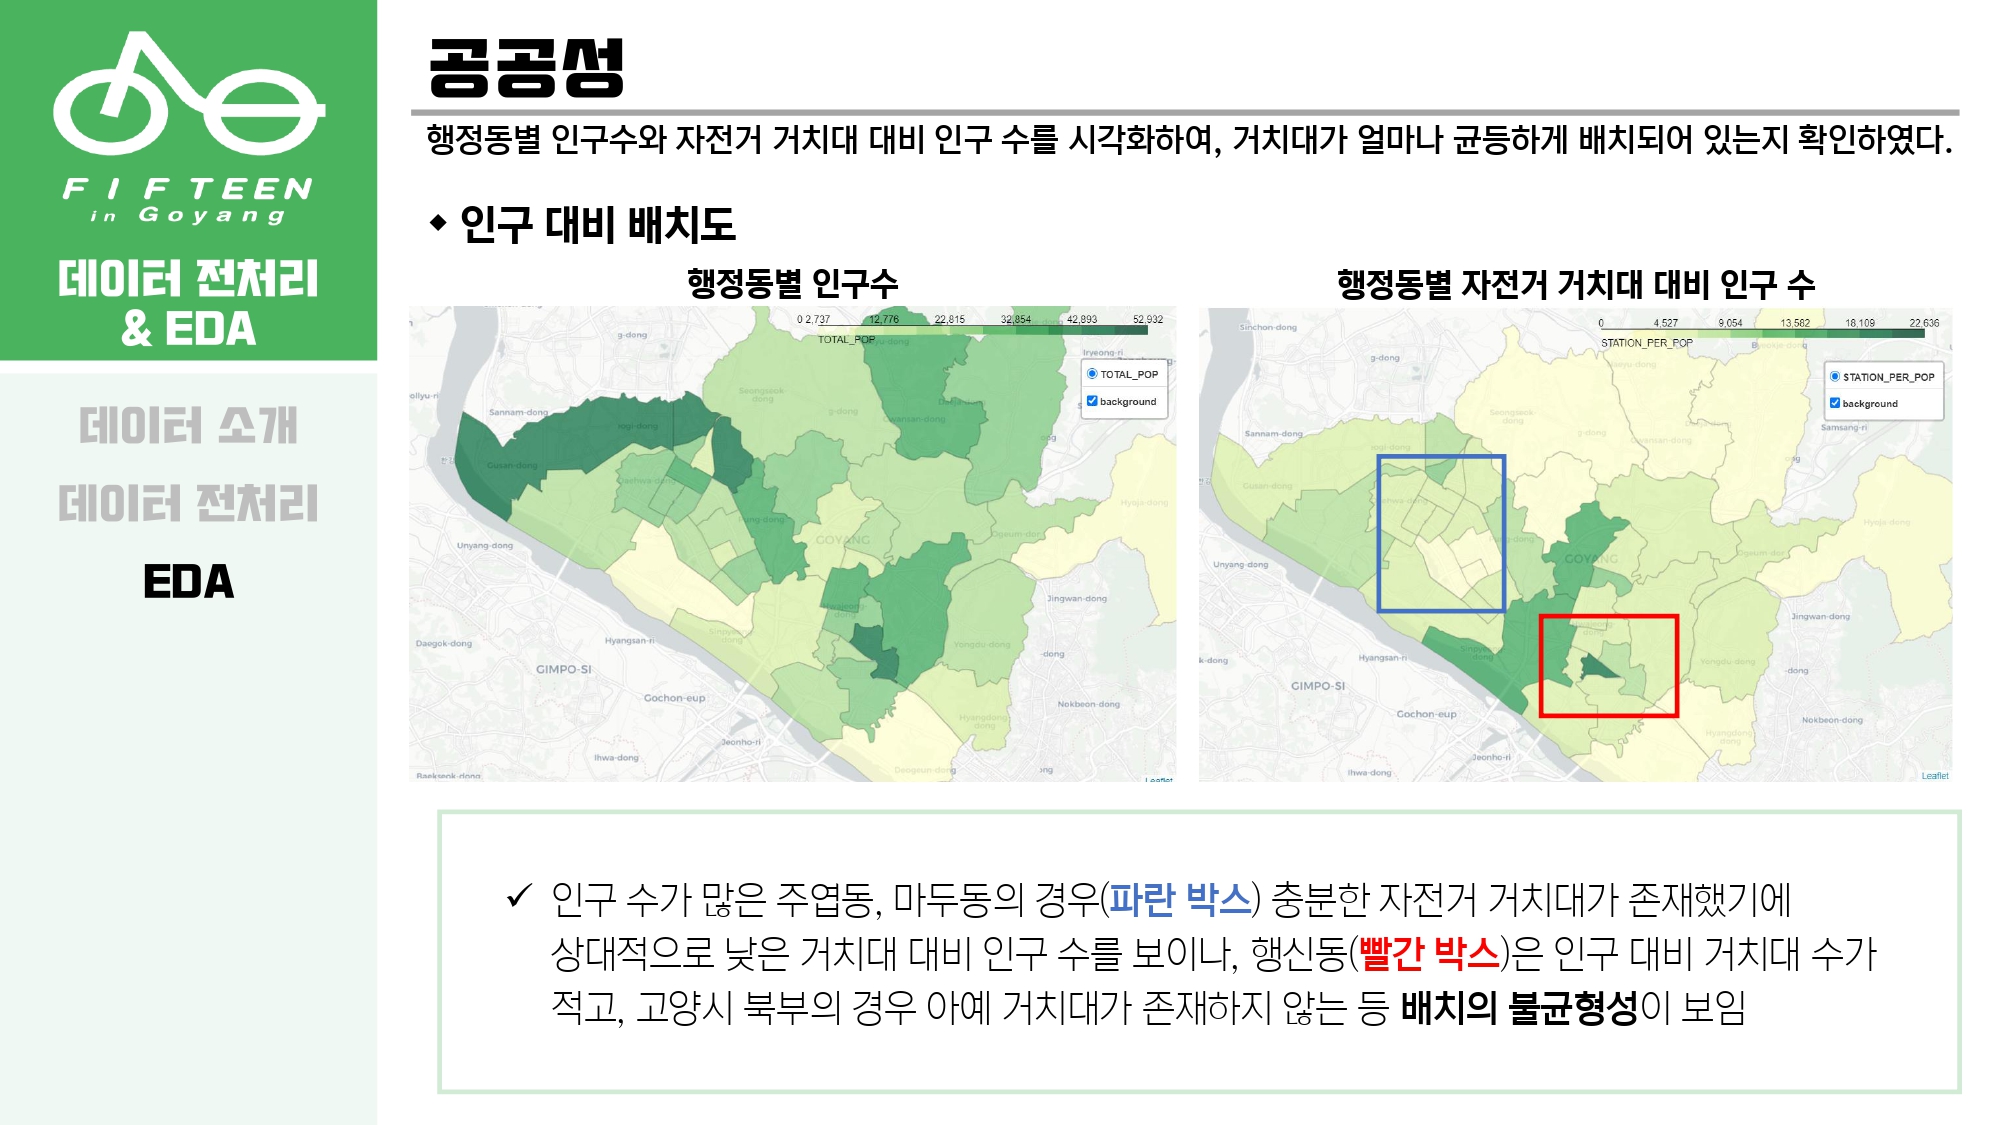 FIFTEEN
in Goyang
데이터 전처리
& EDA
데이터 소개
데이터 전처리
EDA
공공성
행정동별 인구수와 자전거 거치대 대비 인구 수를 시각화하여, 거치대가 얼마나 균등하게 배치되어 있는지 확인하였다.
◆ 인구 대비 배치도
행정동별 인구수
0 2,737 12,776 22,815 32,854 42,893 52,932
TOTAL_POP
g-dong
Iryeong-ri
TOTAL_POP
background
Sannam-dong
Seongseok-dong
g-dong
Gusan-dong
Unyang-dong
GOYANG
Hyoja-dong
Jingwan-dong
Daegok-dong
Hyangsan-ri
GIMPO-SI
Yongdu-dong
-dong
Gochon-eup
Nokbeon-dong
Hyangdong-dong
Jeonho-ri
Ihwa-dong
Deogeun-dong
Baekseok-dong
Leaflet
행정동별 자전거 거치대 대비 인구 수
0 4,527 9,054 13,582 18,109 22,636
STATION_PER_POP
Sinchon-dong
g-dong
STATION_PER_POP
background
Samsang-ri
Sannam-dong
Seongseok-dong
g-dong
Gusan-dong
Hyoja-dong
Unyang-dong
GOYANG
Jingwan-dong
Hyangsan-ri
k-dong
GIMPO-SI
Yongdu-dong
-dong
Gochon-eup
Nokbeon-dong
Hyangdong-dong
Jeonho-ri
Ihwa-dong
Leaflet
✓ 인구 수가 많은 주엽동, 마두동의 경우(파란 박스) 충분한 자전거 거치대가 존재했기에
상대적으로 낮은 거치대 대비 인구 수를 보이나, 행신동(빨간 박스)은 인구 대비 거치대 수가
적고, 고양시 북부의 경우 아예 거치대가 존재하지 않는 등 배치의 불균형성이 보임